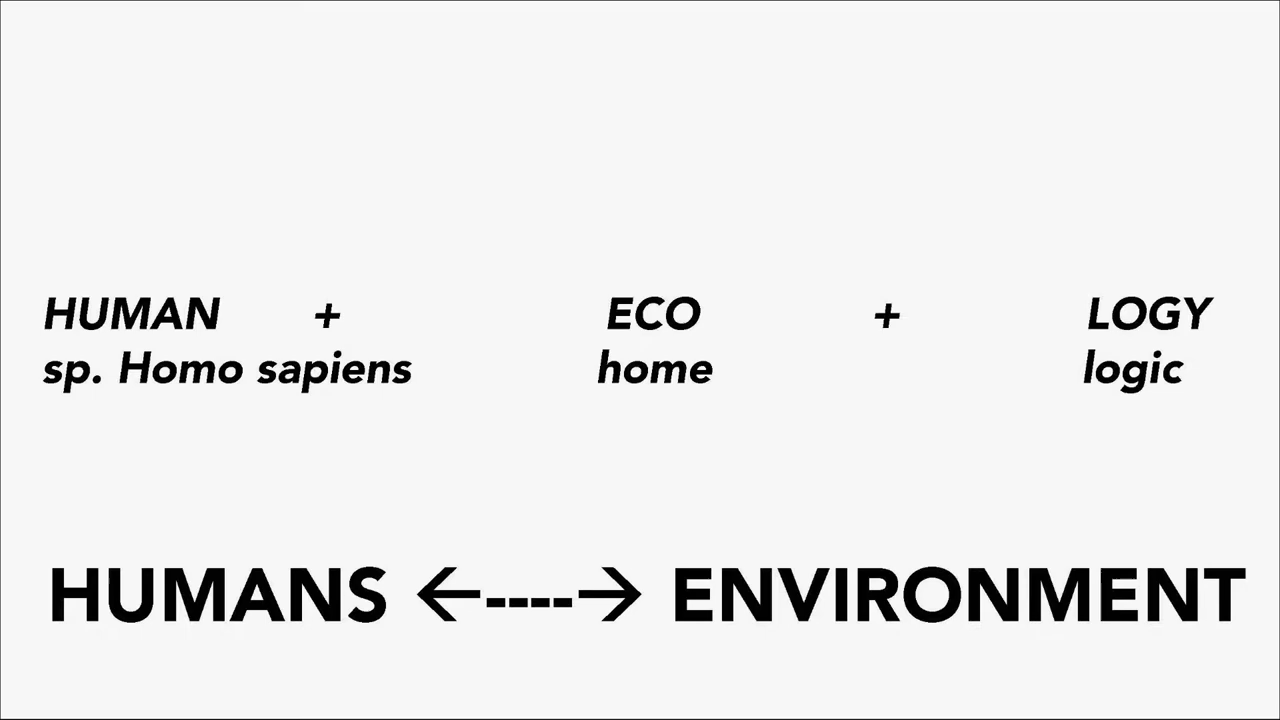 HUMAN + ECO + LOGY
sp. Homo sapiens home logic
HUMANS <----> ENVIRONMENT